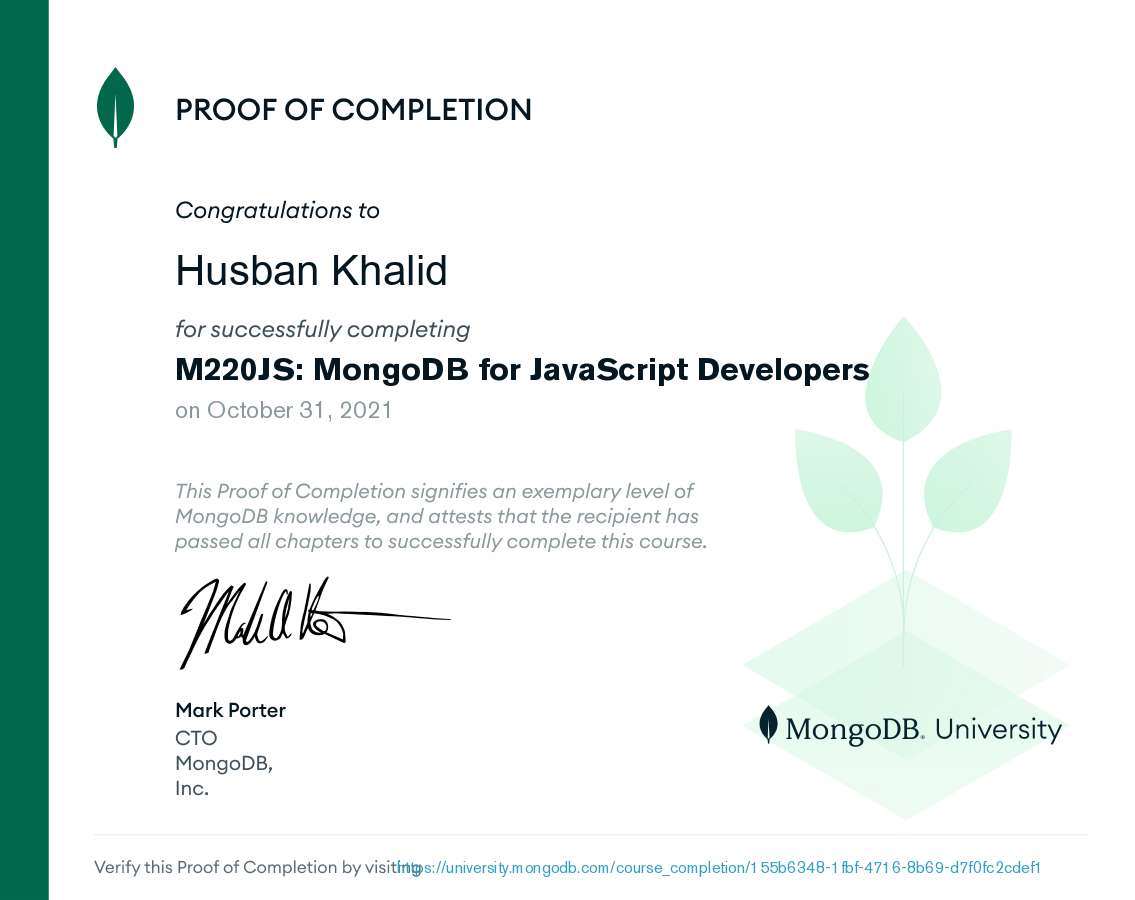 PROOF OF COMPLETION
Congratulations to
Husban Khalid
for successfully completing
M220JS: MongoDB for JavaScript Developers
on October 31, 2021
This Proof of Completion signifies an exemplary level of
MongoDB knowledge, and attests that the recipient has
passed all chapters to successfully complete this course.
Mark Porter
CTO
MongoDB,
Inc.
MongoDB. University
Verify this Proof of Completion by visiting https://university.mongodb.com/course_completion/155b6348-1fbf-4716-8b69-d7f0fc2cdef1